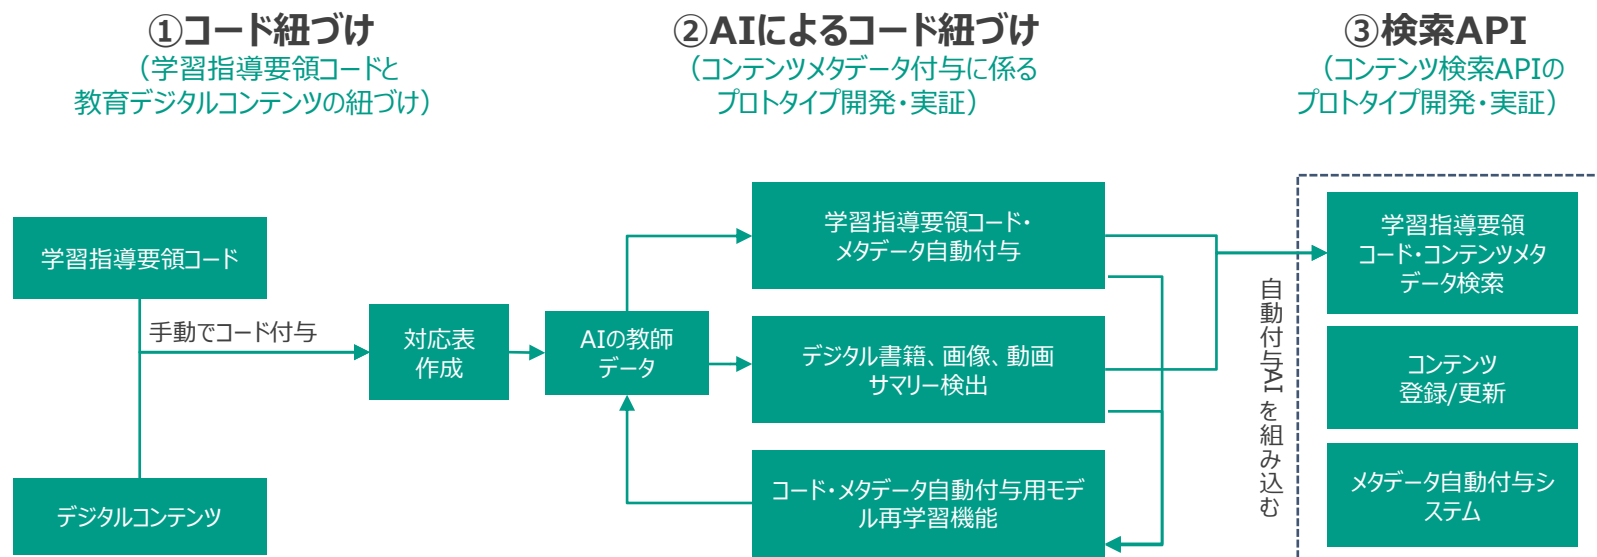 ①コード紐づけ
（学習指導要領コードと
教育デジタルコンテンツの紐づけ）
②AIによるコード紐づけ
（コンテンツメタデータ付与に係る
プロトタイプ開発・実証）
③検索API
（コンテンツ検索APIの
プロトタイプ開発・実証）
学習指導要領コード
手動でコード付与
デジタルコンテンツ
対応表
作成
AIの教師
データ
学習指導要領コード・
メタデータ自動付与
デジタル書籍、画像、動画
サマリー検出
コード・メタデータ自動付与用モデ
ル再学習機能
自動付与AIを組み込む
学習指導要領
コード・コンテンツメタ
データ検索
コンテンツ
登録/更新
メタデータ自動付与シ
ステム